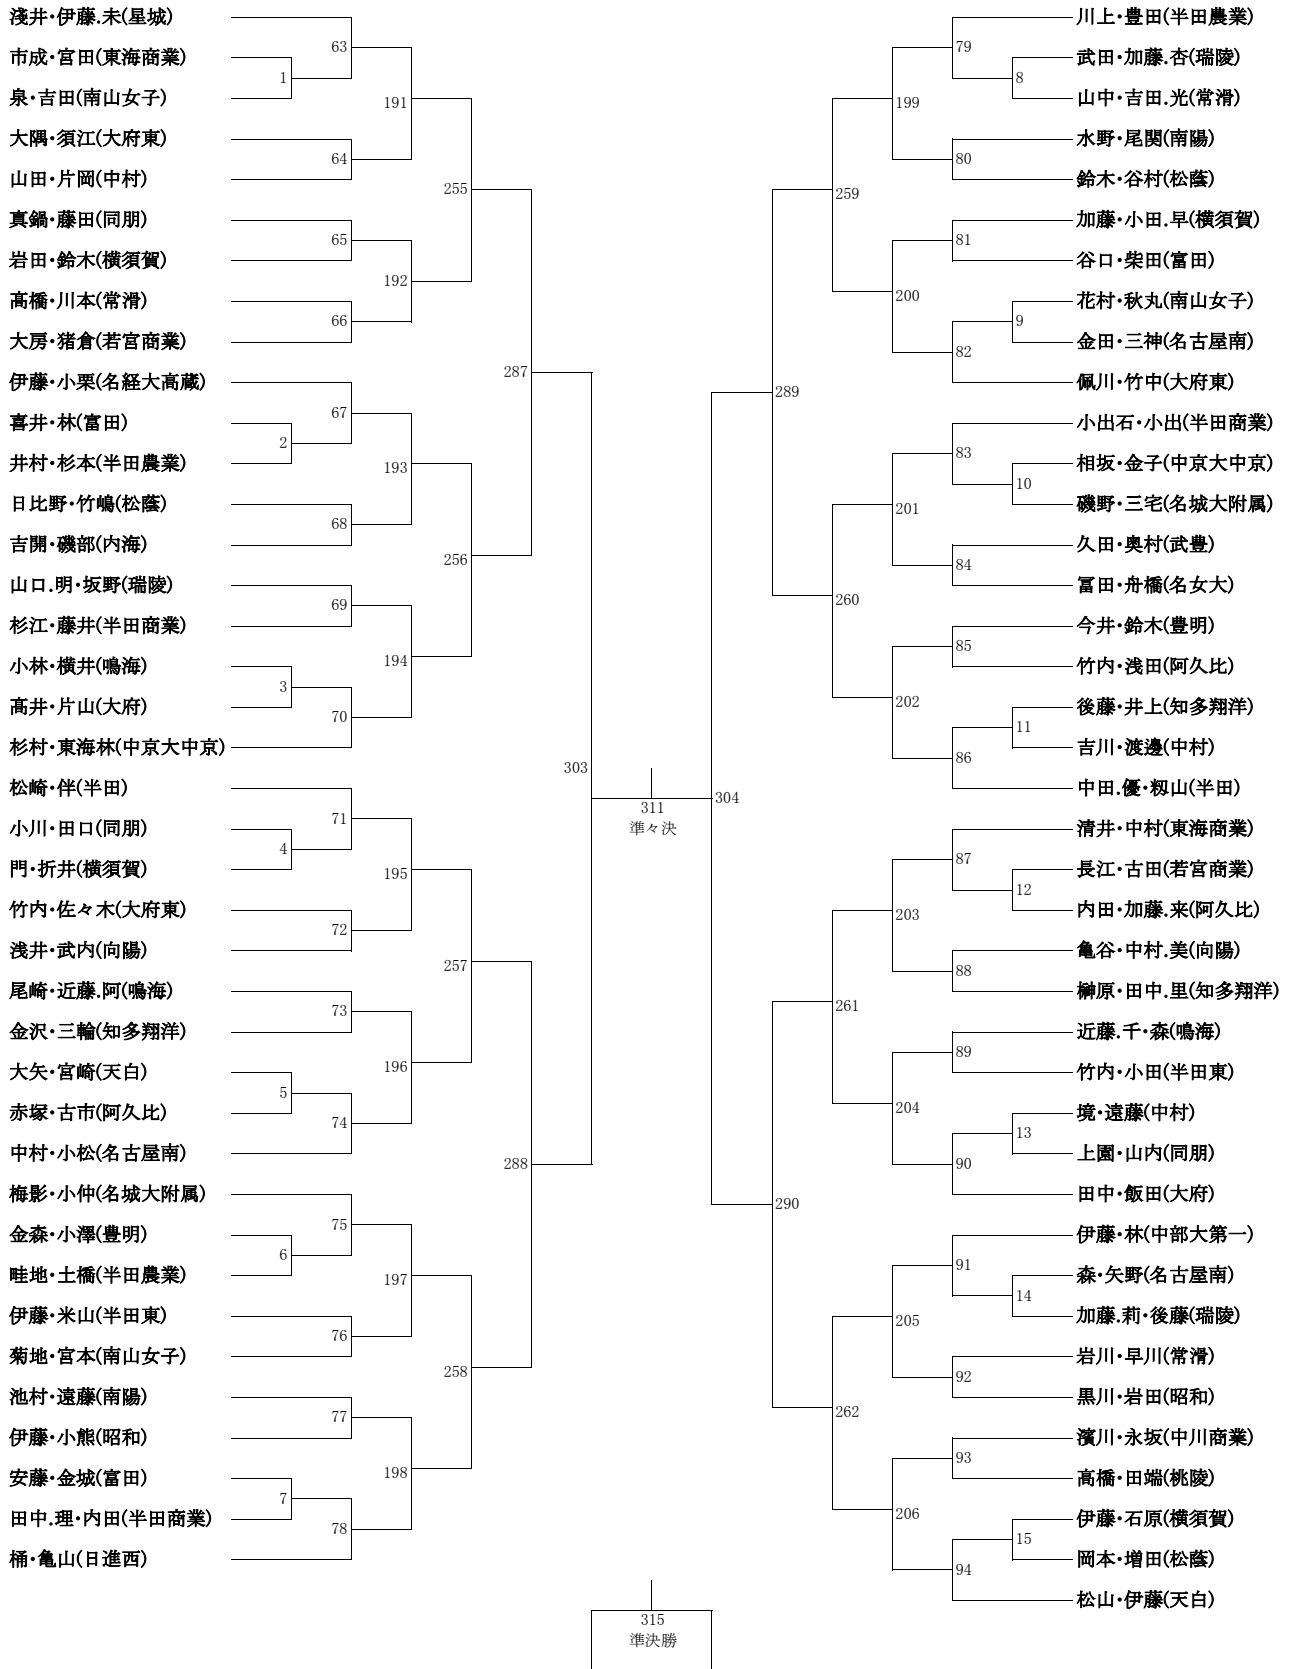 淺井・伊藤.未(星城)
市成・宮田(東海商業)
泉・吉田(南山女子)
大隅・須江(大府東)
山田・片岡(中村)
真鍋・藤田(同朋)
岩田・鈴木(横須賀)
髙橋・川本(常滑)
大房・猪倉(若宮商業)
伊藤・小栗(名経大高蔵)
喜井・林(富田)
井村・杉本(半田農業)
日比野・竹嶋(松蔭)
吉開・磯部(内海)
山口.明・坂野(瑞陵)
杉江・藤井(半田商業)
小林・横井(鳴海)
髙井・片山(大府)
杉村・東海林(中京大中京)
松崎・伴(半田)
小川・田口(同朋)
門・折井(横須賀)
竹内・佐々木(大府東)
浅井・武内(向陽)
尾崎・近藤.阿(鳴海)
金沢・三輪(知多翔洋)
大矢・宮崎(天白)
赤塚・古市(阿久比)
中村・小松(名古屋南)
梅影・小仲(名城大附属)
金森・小澤(豊明)
畦地・土橋(半田農業)
伊藤・米山(半田東)
菊地・宮本(南山女子)
池村・遠藤(南陽)
伊藤・小熊(昭和)
安藤・金城(富田)
田中.理・内田(半田商業)
桶・亀山(日進西)
1
2
3
4
5
6
7
63
64
65
66
67
68
69
70
71
72
73
74
75
76
77
78
191
192
193
194
195
196
197
198
255
256
257
258
287
288
303
311
準々決
304
315
準決勝
289
290
259
260
261
262
199
200
201
202
203
204
205
206
79
80
81
82
83
84
85
86
87
88
89
90
91
92
93
94
8
9
10
11
12
13
14
15
川上・豊田(半田農業)
武田・加藤.杏(瑞陵)
山中・吉田.光(常滑)
水野・尾関(南陽)
鈴木・谷村(松蔭)
加藤・小田.早(横須賀)
谷口・柴田(富田)
花村・秋丸(南山女子)
金田・三神(名古屋南)
佩川・竹中(大府東)
小出石・小出(半田商業)
相坂・金子(中京大中京)
磯野・三宅(名城大附属)
久田・奥村(武豊)
冨田・舟橋(名女大)
今井・鈴木(豊明)
竹内・浅田(阿久比)
後藤・井上(知多翔洋)
吉川・渡邊(中村)
中田.優・籾山(半田)
清井・中村(東海商業)
長江・古田(若宮商業)
内田・加藤.来(阿久比)
亀谷・中村.美(向陽)
榊原・田中.里(知多翔洋)
近藤.千・森(鳴海)
竹内・小田(半田東)
境・遠藤(中村)
上園・山内(同朋)
田中・飯田(大府)
伊藤・林(中部大第一)
森・矢野(名古屋南)
加藤.莉・後藤(瑞陵)
岩川・早川(常滑)
黒川・岩田(昭和)
濱川・永坂(中川商業)
髙橋・田端(桃陵)
伊藤・石原(横須賀)
岡本・増田(松蔭)
松山・伊藤(天白)